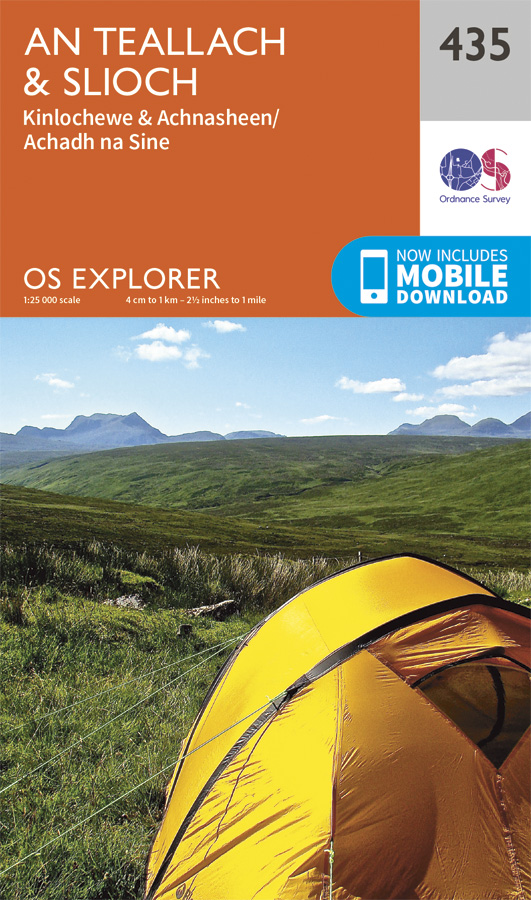 AN TEALLACH
& SLIOCH
Kinlochewe & Achnasheen/
Achadh na Sine
435
Ordnance Survey
OS EXPLORER
1:25 000 scale
4 cm to 1 km – 2½ inches to 1 mile
NOW INCLUDES
MOBILE
DOWNLOAD